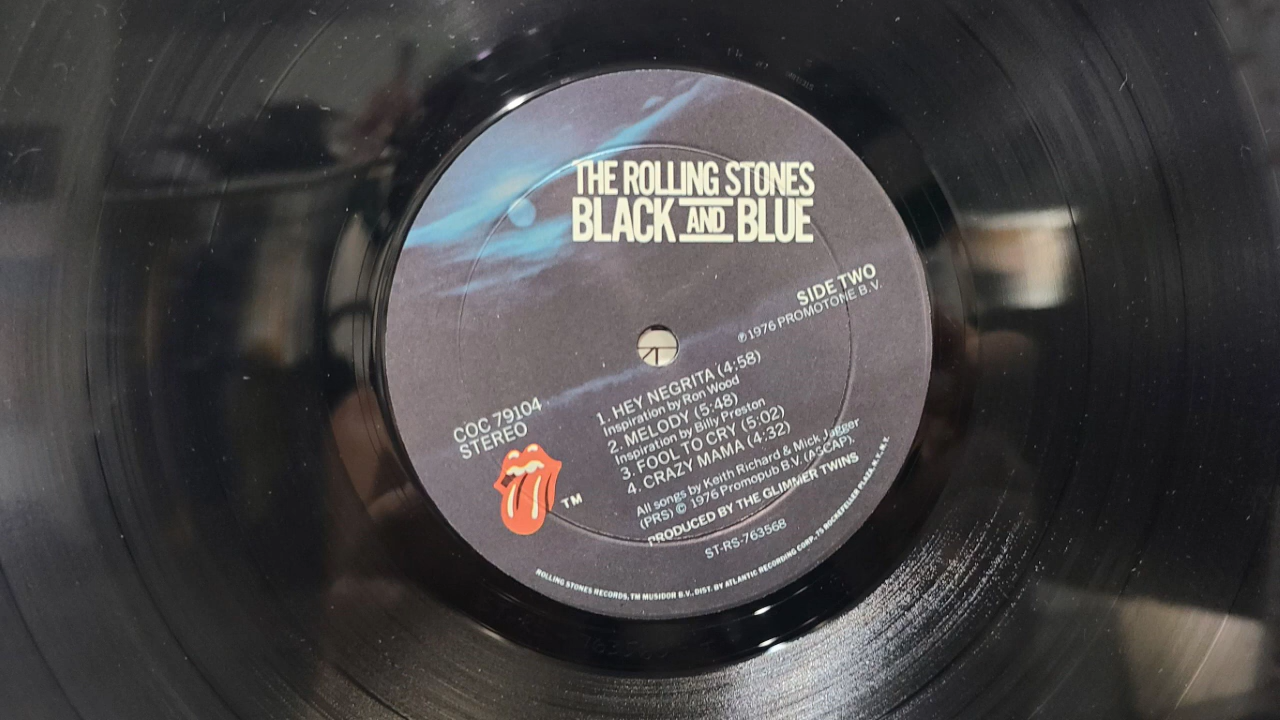 THE ROLLING STONES
BLACK AND BLUE
SIDE TWO
℗ 1976 PROMOTONE B.V.
COC 79104
STEREO
1. HEY NEGRITA (4:58)
Inspiration by Ron Wood
2. MELODY (5:48)
Inspiration by Billy Preston
3. FOOL TO CRY (5:02)
4. CRAZY MAMA (4:32)
All songs by Keith Richard & Mick Jagger
(PRS) © 1976 Promopub B.V. (ASCAP).
PRODUCED BY THE GLIMMER TWINS
ST-RS-763568
TM
ROLLING STONES RECORDS, TM MUSIDOR B.V., DIST. BY ATLANTIC RECORDING CORP., 75 ROCKEFELLER PLAZA, N.Y. N.Y.